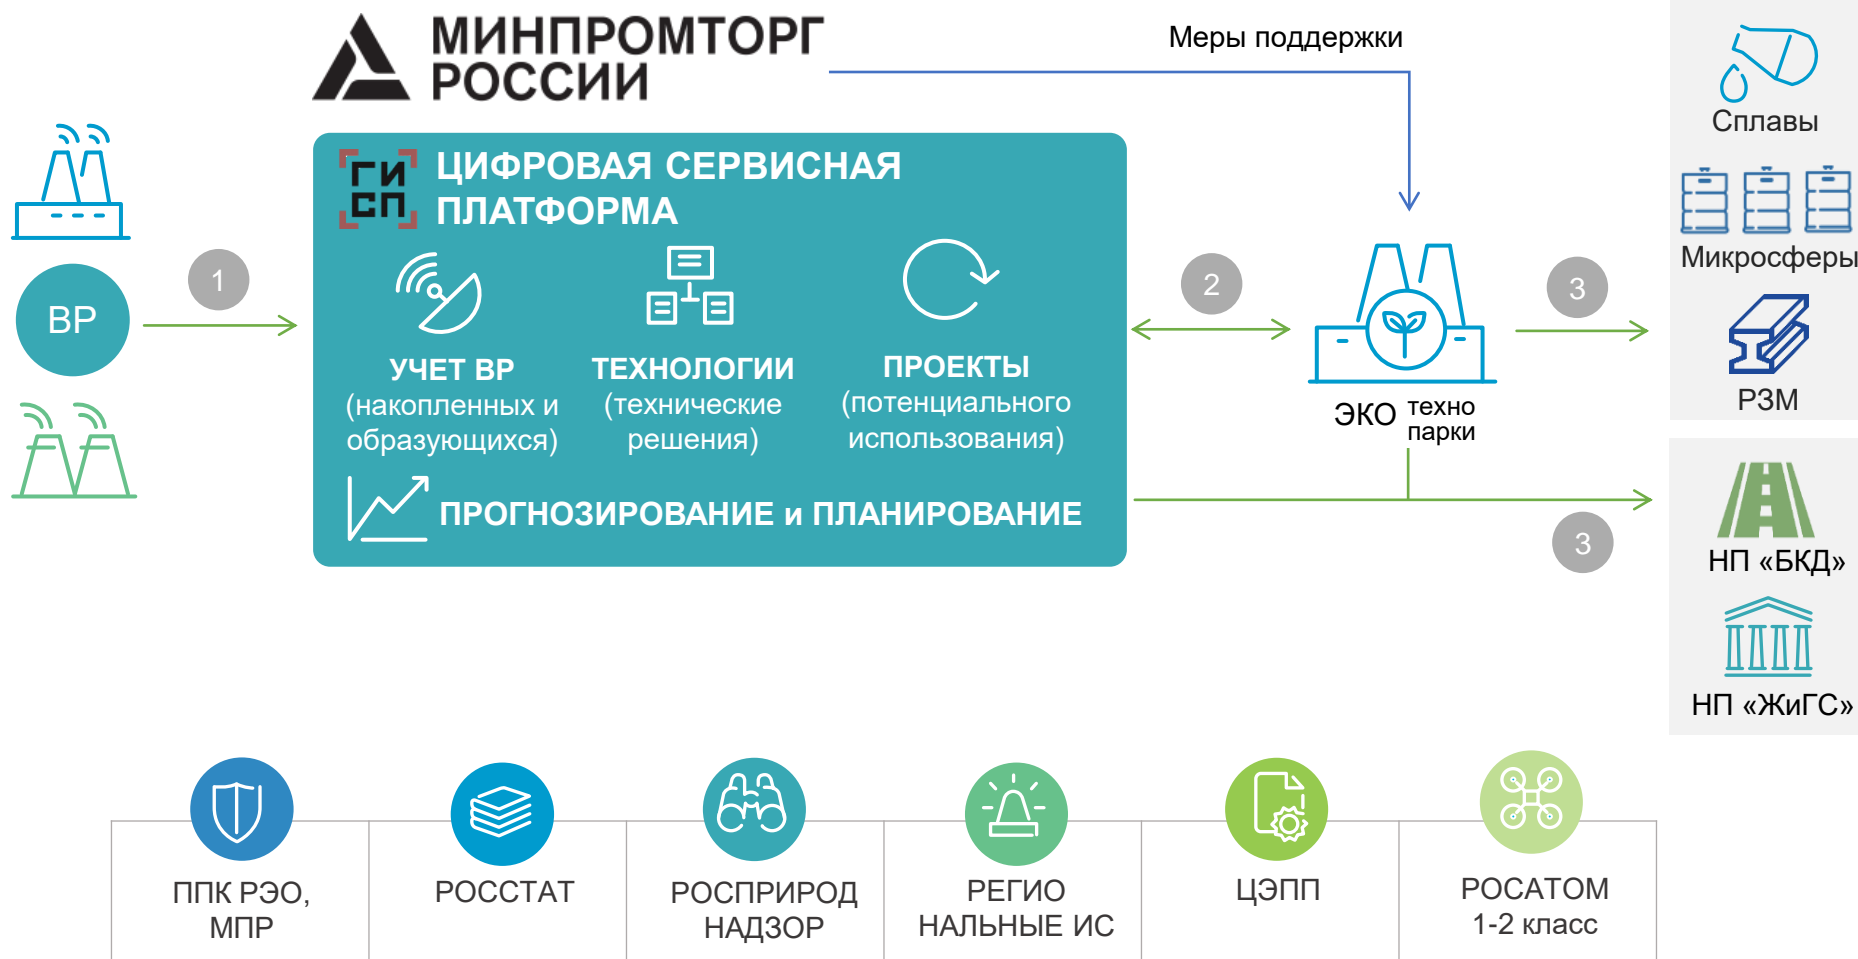 МИНПРОМТОРГ
РОССИИ
Меры поддержки
Сплавы
Микросферы
РЗМ
ВР
1
ГИ
СП
ЦИФРОВАЯ СЕРВИСНАЯ
ПЛАТФОРМА
УЧЕТ ВР
(накопленных и
образующихся)
ТЕХНОЛОГИИ
(технические
решения)
ПРОЕКТЫ
(потенциального
использования)
ПРОГНОЗИРОВАНИЕ и ПЛАНИРОВАНИЕ
2
ЭКО техно
парки
3
3
НП «БКД»
НП «ЖиГС»
ППК РЭО,
МПР
РОССТАТ
РОСПРИРОД
НАДЗОР
РЕГИО
НАЛЬНЫЕ ИС
ЦЭПП
РОСАТОМ
1-2 класс